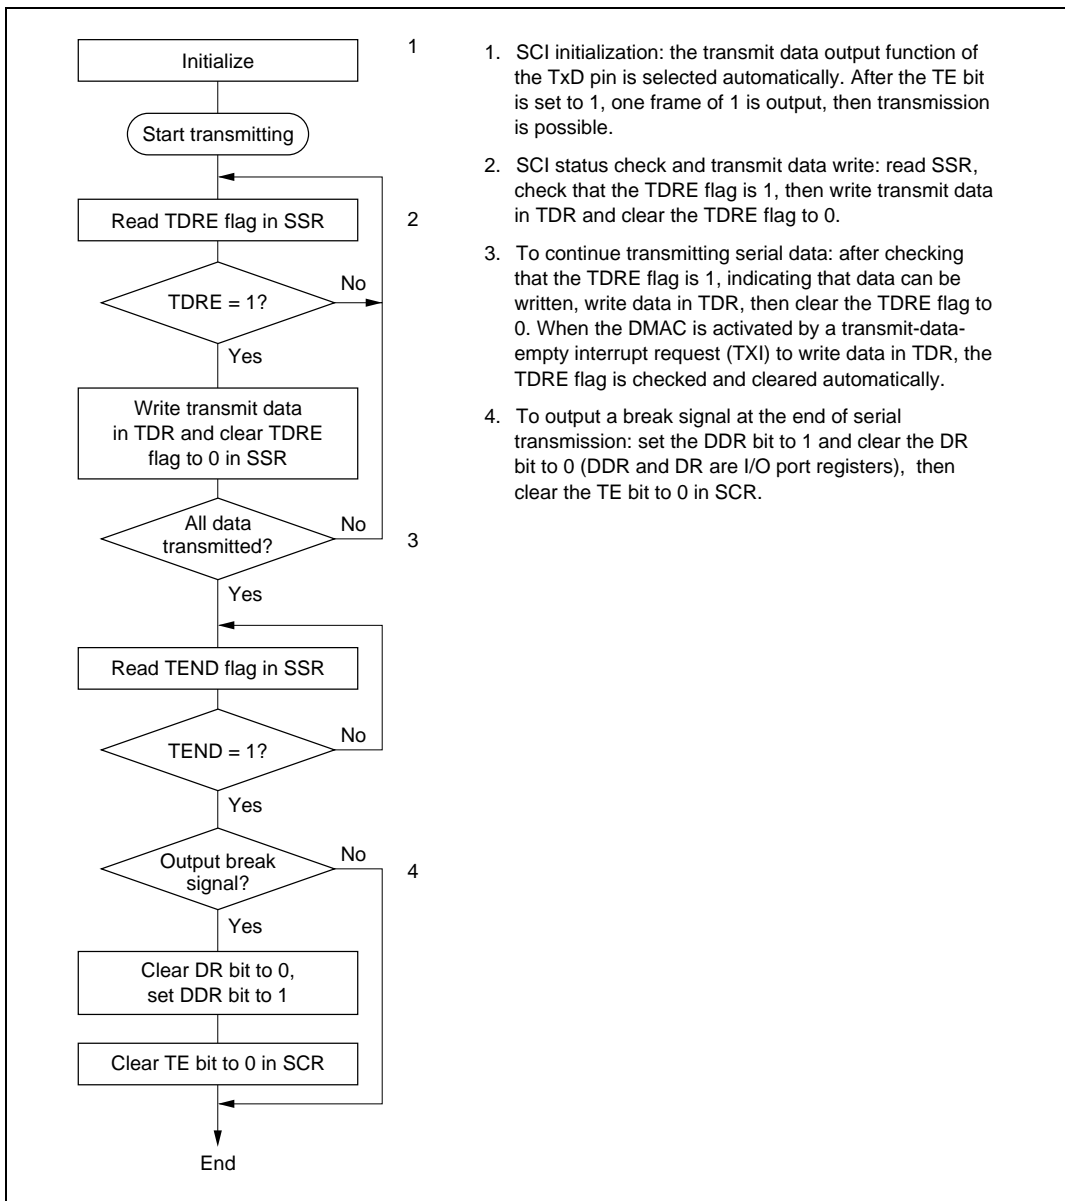 Initialize
1
Start transmitting
Read TDRE flag in SSR
2
TDRE = 1?
No
Yes
Write transmit data
in TDR and clear TDRE
flag to 0 in SSR
All data
transmitted?
No
3
Yes
Read TEND flag in SSR
TEND = 1?
No
Yes
Output break
signal?
No
4
Yes
Clear DR bit to 0,
set DDR bit to 1
Clear TE bit to 0 in SCR
End
1. SCI initialization: the transmit data output function of
the TxD pin is selected automatically. After the TE bit
is set to 1, one frame of 1 is output, then transmission
is possible.
2. SCI status check and transmit data write: read SSR,
check that the TDRE flag is 1, then write transmit data
in TDR and clear the TDRE flag to 0.
3. To continue transmitting serial data: after checking
that the TDRE flag is 1, indicating that data can be
written, write data in TDR, then clear the TDRE flag to
0. When the DMAC is activated by a transmit-data-
empty interrupt request (TXI) to write data in TDR, the
TDRE flag is checked and cleared automatically.
4. To output a break signal at the end of serial
transmission: set the DDR bit to 1 and clear the DR
bit to 0 (DDR and DR are I/O port registers), then
clear the TE bit to 0 in SCR.